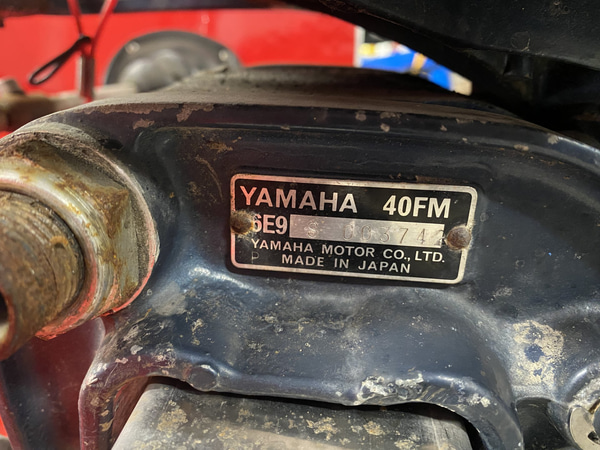 YAMAHA 40FM
6E9
YAMAHA MOTOR CO., LTD.
P MADE IN JAPAN